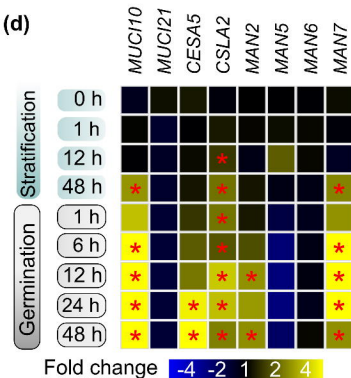 (d)
MUCI10 MUCI21 CESA5 CSLA2 MAN2 MAN5 MAN6 MAN7
Stratification
0 h
1 h
12 h *
48 h * * *
Germination
1 h *
6 h * * *
12 h * * * *
24 h * * * *
48 h * * * * *
Fold change -4 -2 1 2 4